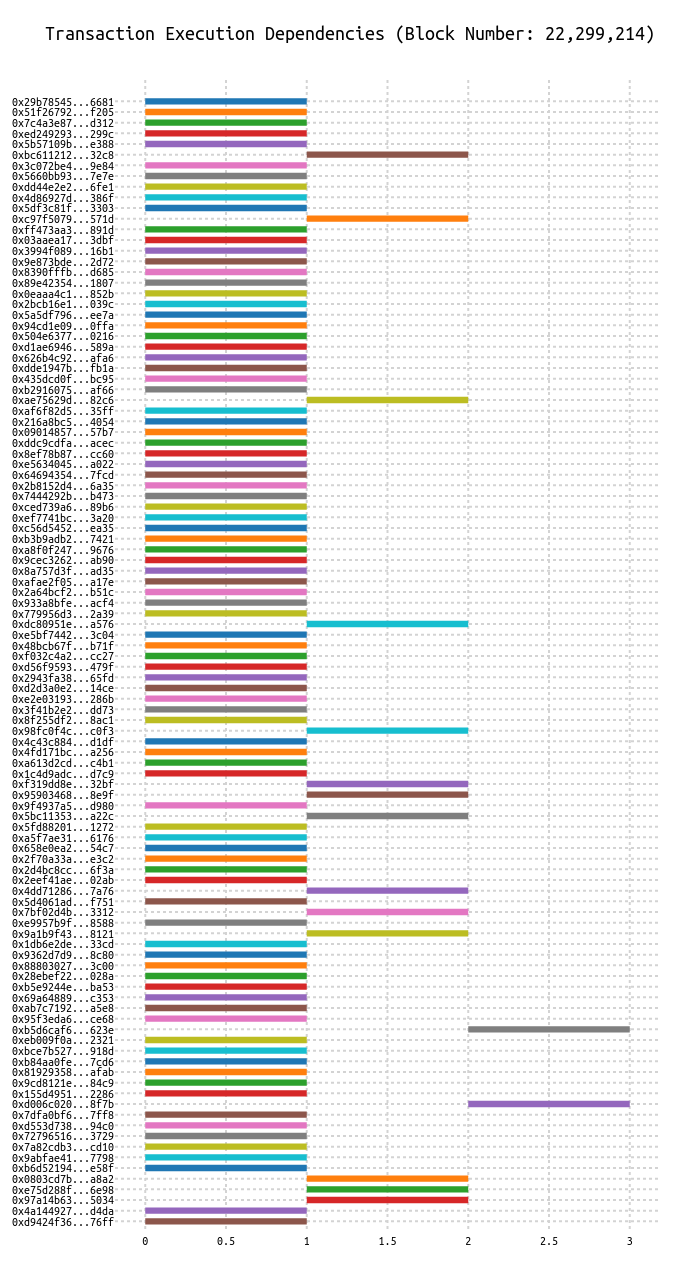 Transaction Execution Dependencies (Block Number: 22,299,214)
0x29b78545...6681
0x51f26792...f205
0x7c4a3e87...d312
0xed249293...299c
0x5b57109b...e388
0xbc611212...32c8
0x3c072be4...9e84
0x5660bb93...7e7e
0xdd44e2e2...6fe1
0x4d86927d...386f
0x5df3c81f...3303
0xc97f5079...571d
0xff473aa3...891d
0x03aaea17...3dbf
0x3994f089...16b1
0x9e873bde...2d72
0x8390fffb...d685
0x89e42354...1807
0x0eaaa4c1...852b
0x2bcb16e1...039c
0x5a5df796...ee7a
0x94cd1e09...0ffa
0x504e6377...0216
0xd1ae6946...589a
0x626b4c92...afa6
0xdde1947b...fb1a
0x435dcd0f...bc95
0xb2916075...af66
0xae75629d...82c6
0xaf6f82d5...35ff
0x216a8bc5...4054
0x09014857...57b7
0xddc9cdfa...acec
0x8ef78b87...cc60
0xe5634045...a022
0x64694354...7fcd
0x2b8152d4...6a35
0x7444292b...b473
0xced739a6...89b6
0xef7741bc...3a20
0xc56d5452...ea35
0xb3b9adb2...7421
0xa8f0f247...9676
0x9cec3262...ab90
0x8a757d3f...ad35
0xafae2f05...a17e
0x2a64bcf2...b51c
0x933a8bfe...acf4
0x779956d3...2a39
0xdc80951e...a576
0xe5bf7442...3c04
0x48bcb67f...b71f
0xf032c4a2...cc27
0xd56f9593...479f
0x2943fa38...65fd
0xd2d3a0e2...14ce
0xe2e03193...286b
0x3f41b2e2...dd73
0x8f255df2...8ac1
0x98fc0f4c...c0f3
0x4c43c884...d1df
0x4fd171bc...a256
0xa613d2cd...c4b1
0x1c4d9adc...d7c9
0xf319dd8e...32bf
0x95903468...8e9f
0x9f4937a5...d980
0x5bc11353...a22c
0x5fd88201...1272
0xa5f7ae31...6176
0x658e0ea2...54c7
0x2f70a33a...e3c2
0x2d4bc8cc...6f3a
0x2eef41ae...02ab
0x4dd71286...7a76
0x5d4061ad...f751
0x7bf02d4b...3312
0xe9957b9f...8588
0x9a1b9f43...8121
0x1db6e2de...33cd
0x9362d7d9...8c80
0x88803027...3c00
0x28ebef22...028a
0xb5e9244e...ba53
0x69a64889...c353
0xab7c7192...a5e8
0x95f3eda6...ce68
0xb5d6caf6...623e
0xeb009f0a...2321
0xbce7b527...918d
0xb84aa0fe...7cd6
0x81929358...afab
0x9cd8121e...84c9
0x155d4951...2286
0xd006c020...8f7b
0x7dfa0bf6...7ff8
0xd553d738...94c0
0x72796516...3729
0x7a82cdb3...cd10
0x9abfae41...7798
0xb6d52194...e58f
0x0803cd7b...a8a2
0xe75d288f...6e98
0x97a14b63...5034
0x4a144927...d4da
0xd9424f36...76ff
0 0.5 1 1.5 2 2.5 3